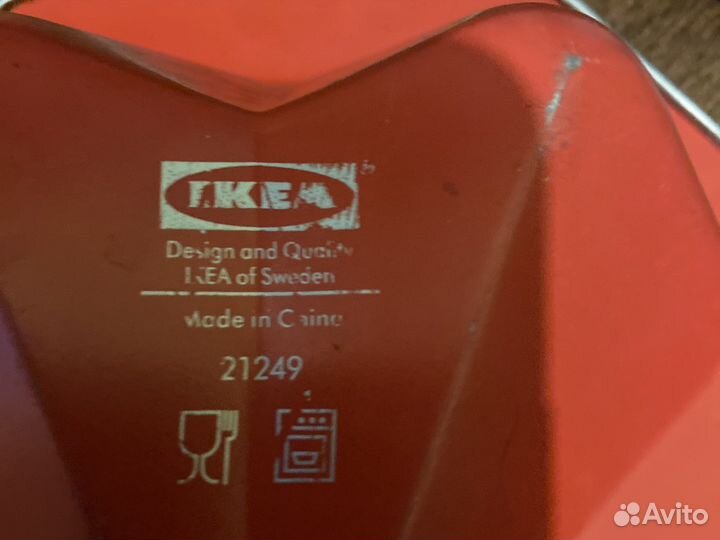 IKEA®
Design and Quality
IKEA of Sweden
Made in China
21249
Avito